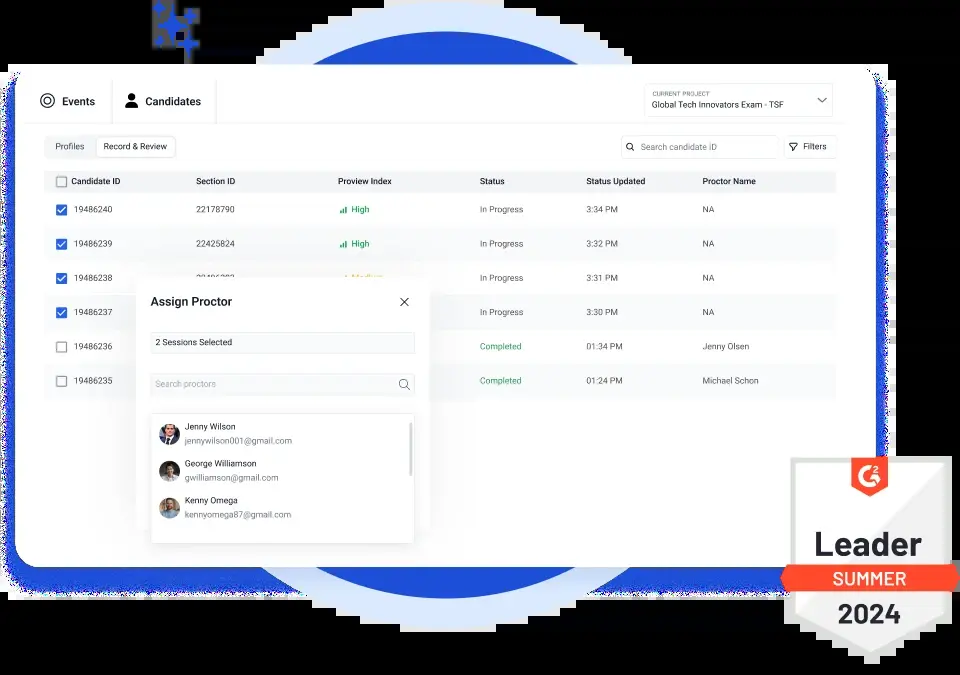 Events Candidates
CURRENT PROJECT
Global Tech Innovators Exam - TSF
Profiles Record & Review
Search candidate iD Filters
Candidate ID Section ID Proview Index Status Status Updated Proctor Name
19486240 22178790 High In Progress 3:34 PM NA
19486239 22425824 High In Progress 3:32 PM NA
19486238 In Progress 3:31 PM NA
19486237 In Progress 3:30 PM NA
19486236 Completed 01:34 PM Jenny Olsen
19486235 Completed 01:24 PM Michael Schon
Assign Proctor
2 Sessions Selected
Search proctors
Jenny Wilson
jennywilson001@gmail.com
George Williamson
gwilliamson@gmail.com
Kenny Omega
kennyomega87@gmail.com
G2
Leader
SUMMER
2024